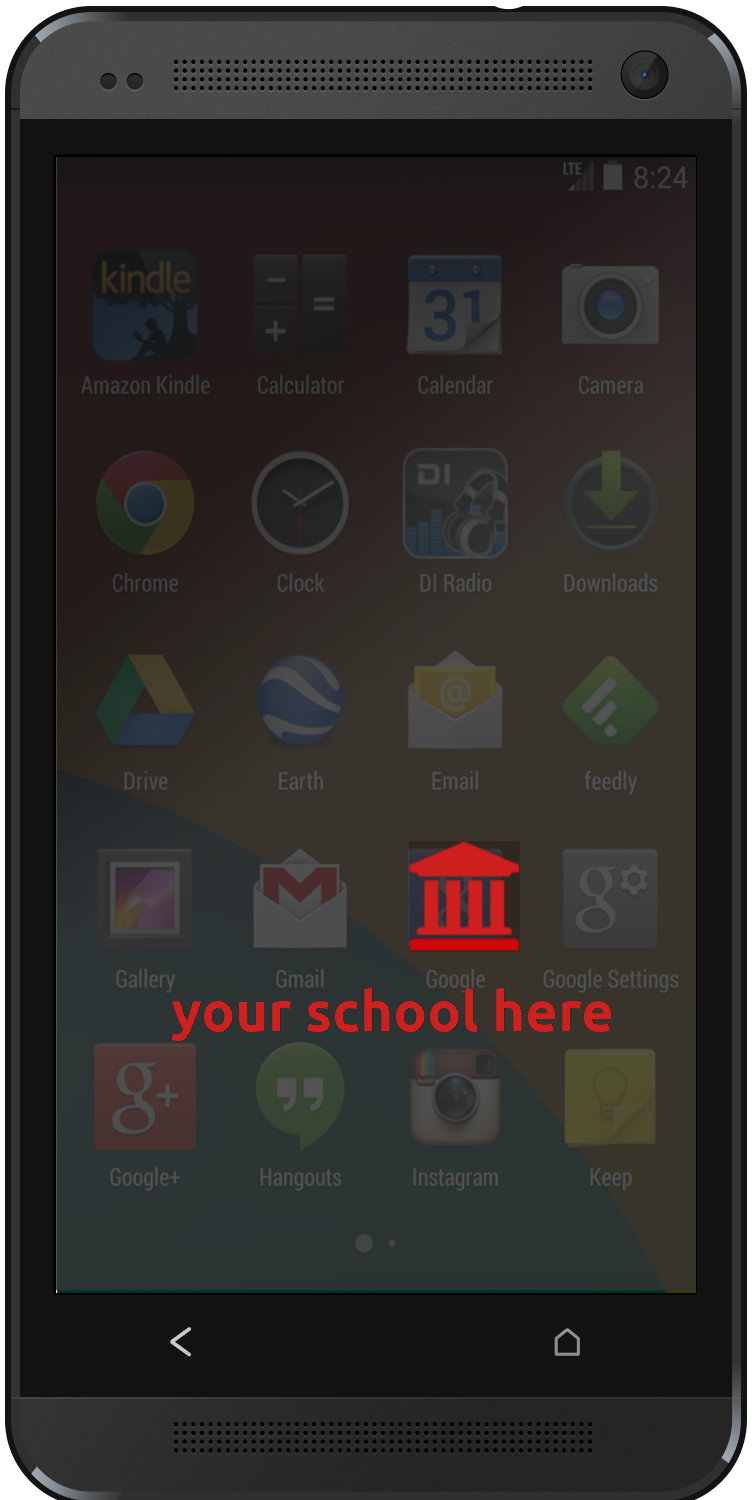 LTE 8:24
kindle
Amazon Kindle Calculator Calendar Camera
31
Chrome Clock DI Radio Downloads
DI
Drive Earth Email feedly
@
Gallery Gmail Google Google Settings
g
your school here
g+
Google+ Hangouts Instagram Keep